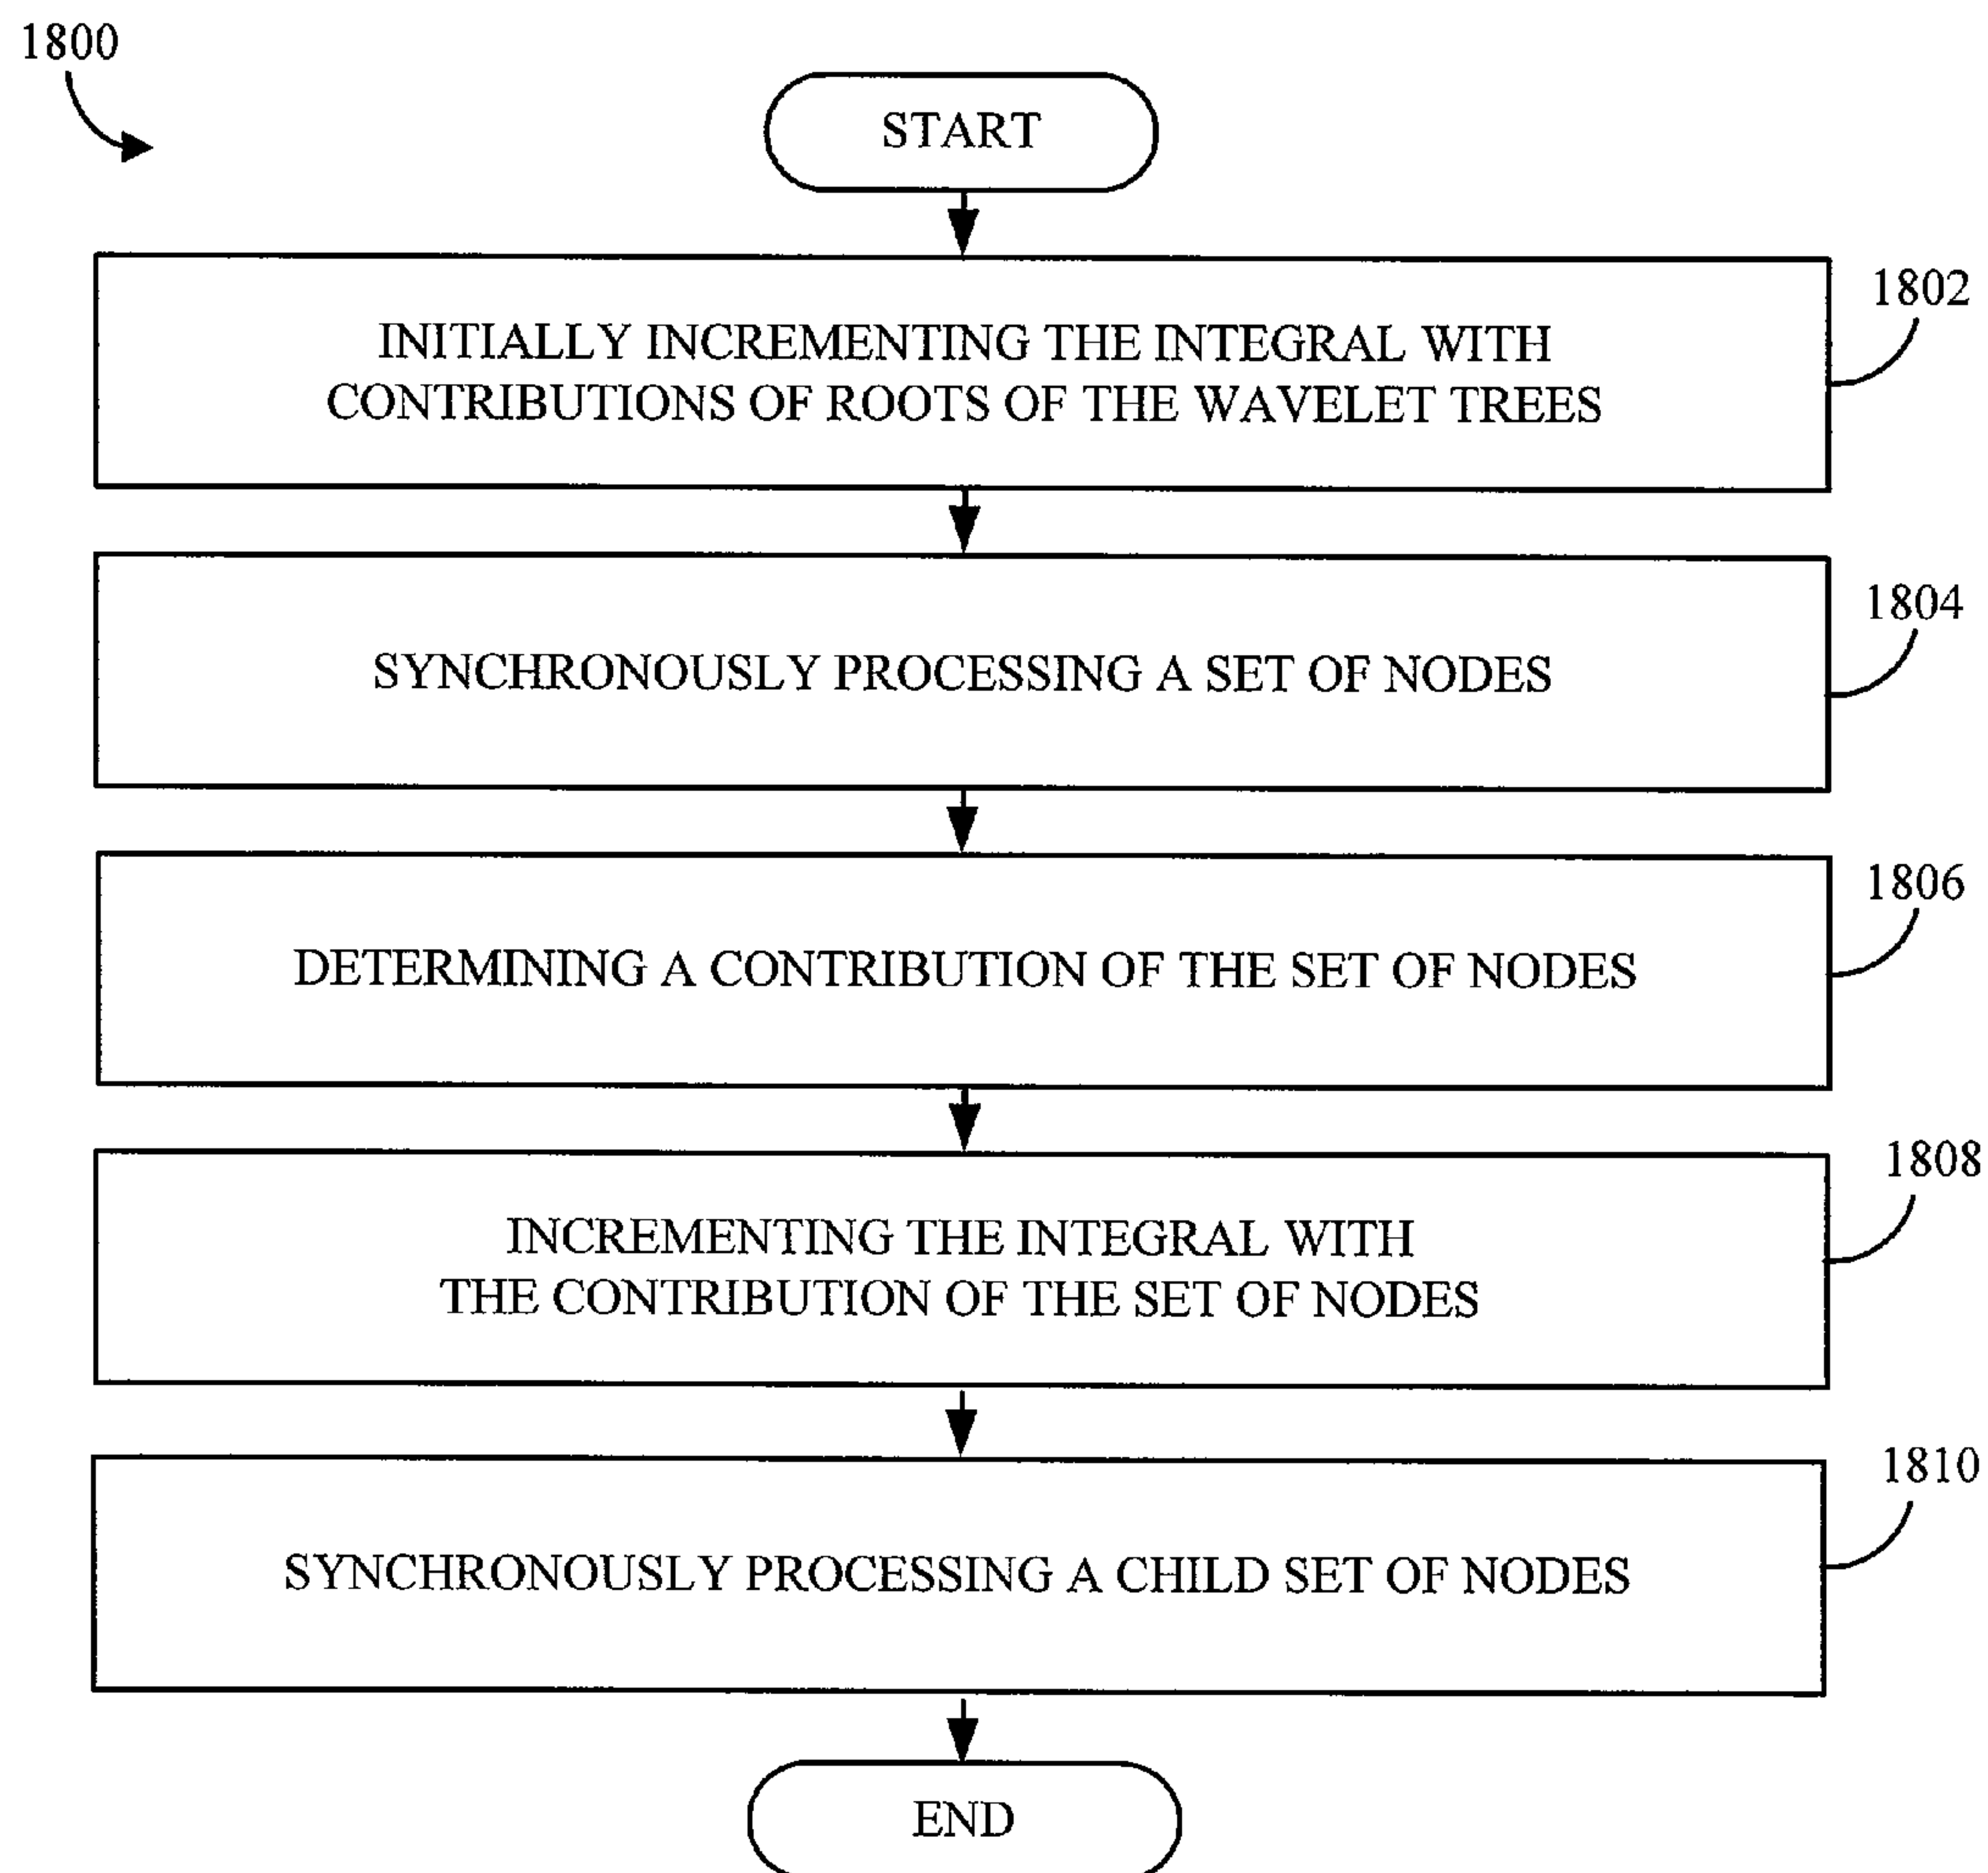 1800
START
INITIALLY INCREMENTING THE INTEGRAL WITH
CONTRIBUTIONS OF ROOTS OF THE WAVELET TREES
1802
SYNCHRONOUSLY PROCESSING A SET OF NODES
1804
DETERMINING A CONTRIBUTION OF THE SET OF NODES
1806
INCREMENTING THE INTEGRAL WITH
THE CONTRIBUTION OF THE SET OF NODES
1808
SYNCHRONOUSLY PROCESSING A CHILD SET OF NODES
1810
END